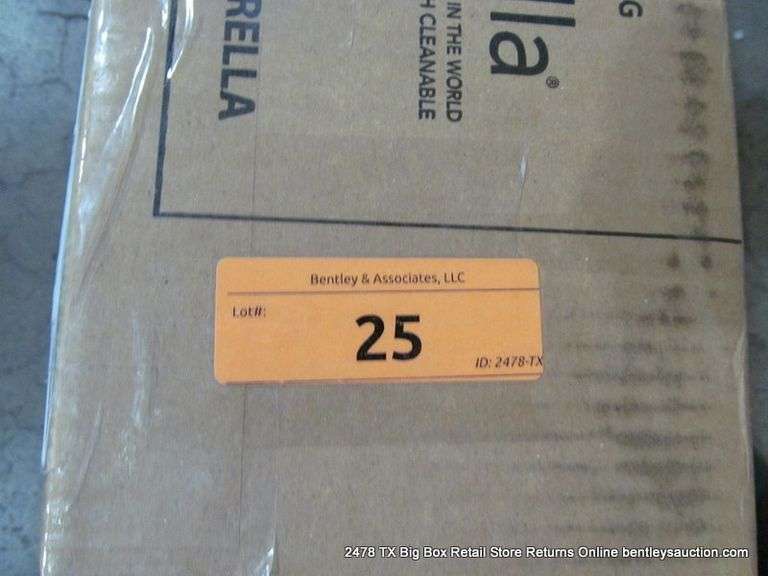 G
lla®
IN THE WORLD
H CLEANABLE
RELLA
Bentley & Associates, LLC
Lot#:
25
ID: 2478-TX
2478 TX Big Box Retail Store Returns Online bentleysauction.com